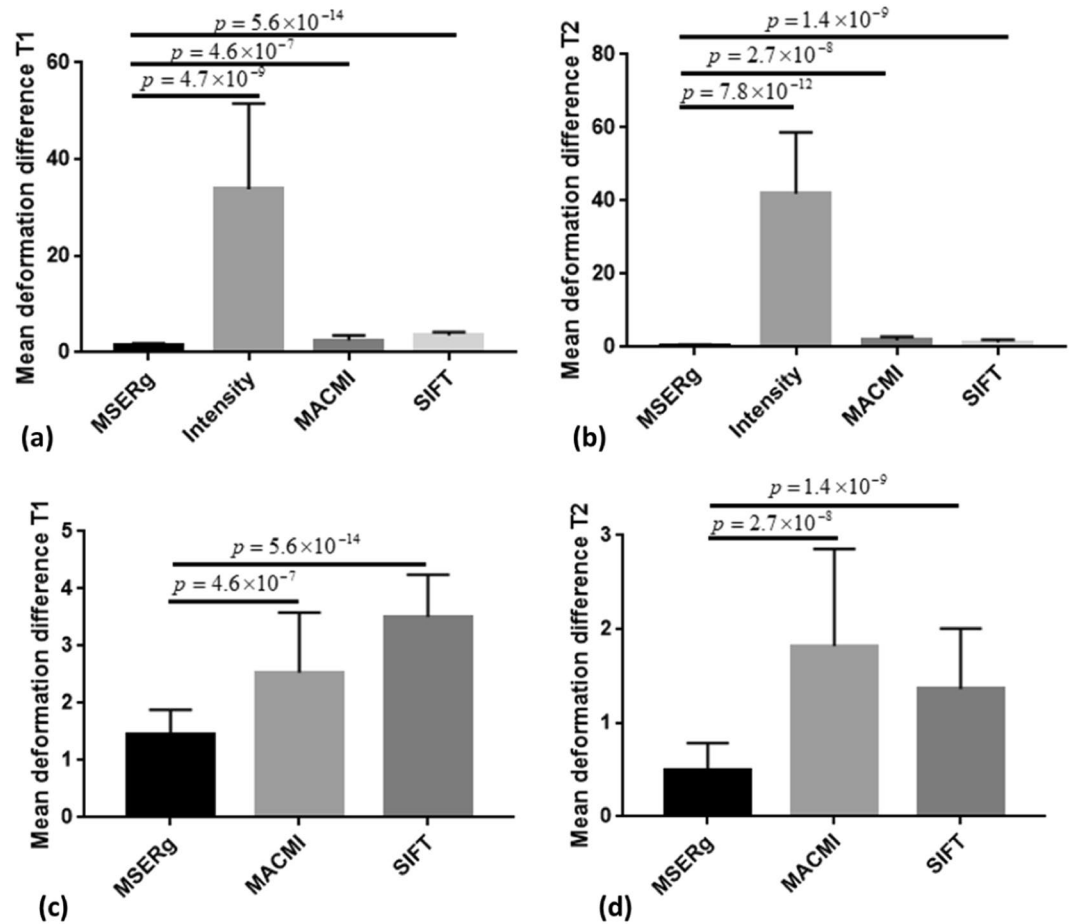 Mean deformation difference T1
p = 5.6×10⁻¹⁴
p = 4.6×10⁻⁷
p = 4.7×10⁻⁹
60
40
20
0
MSERg
Intensity
MACMI
SIFT
(a)
Mean deformation difference T2
p = 1.4×10⁻⁹
p = 2.7×10⁻⁸
p = 7.8×10⁻¹²
80
60
40
20
0
MSERg
Intensity
MACMI
SIFT
(b)
Mean deformation difference T1
p = 5.6×10⁻¹⁴
p = 4.6×10⁻⁷
5
4
3
2
1
0
MSERg
MACMI
SIFT
(c)
Mean deformation difference T2
p = 1.4×10⁻⁹
p = 2.7×10⁻⁸
3
2
1
0
MSERg
MACMI
SIFT
(d)